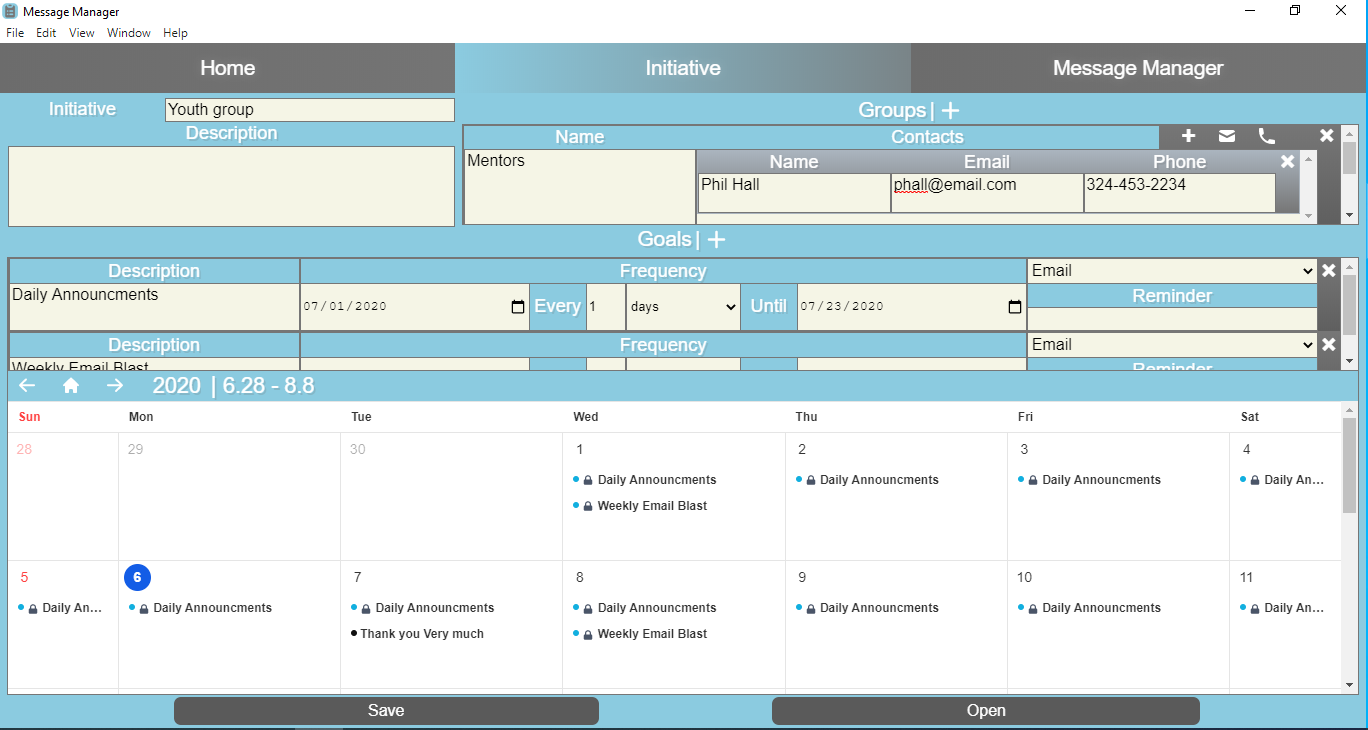 Message Manager
File Edit View Window Help
Home Initiative Message Manager
Initiative Youth group Groups| +
Description
Name Contacts
Mentors Name Email Phone
Phil Hall phall@email.com 324-453-2234
Goals| +
Description Frequency Email
Daily Announcments 07/01/2020 Every 1 days Until 07/23/2020 Reminder
Description Frequency Email
Weekly Email Blast Reminder
2020 | 6.28 - 8.8
Sun Mon Tue Wed Thu Fri Sat
28 29 30 1 2 3 4
Daily Announcments Daily Announcments Daily Announcments Daily An...
Weekly Email Blast
5 6 7 8 9 10 11
Daily An... Daily Announcments Daily Announcments Daily Announcments Daily Announcments Daily Announcments Daily An...
Thank you Very much Weekly Email Blast
Save Open